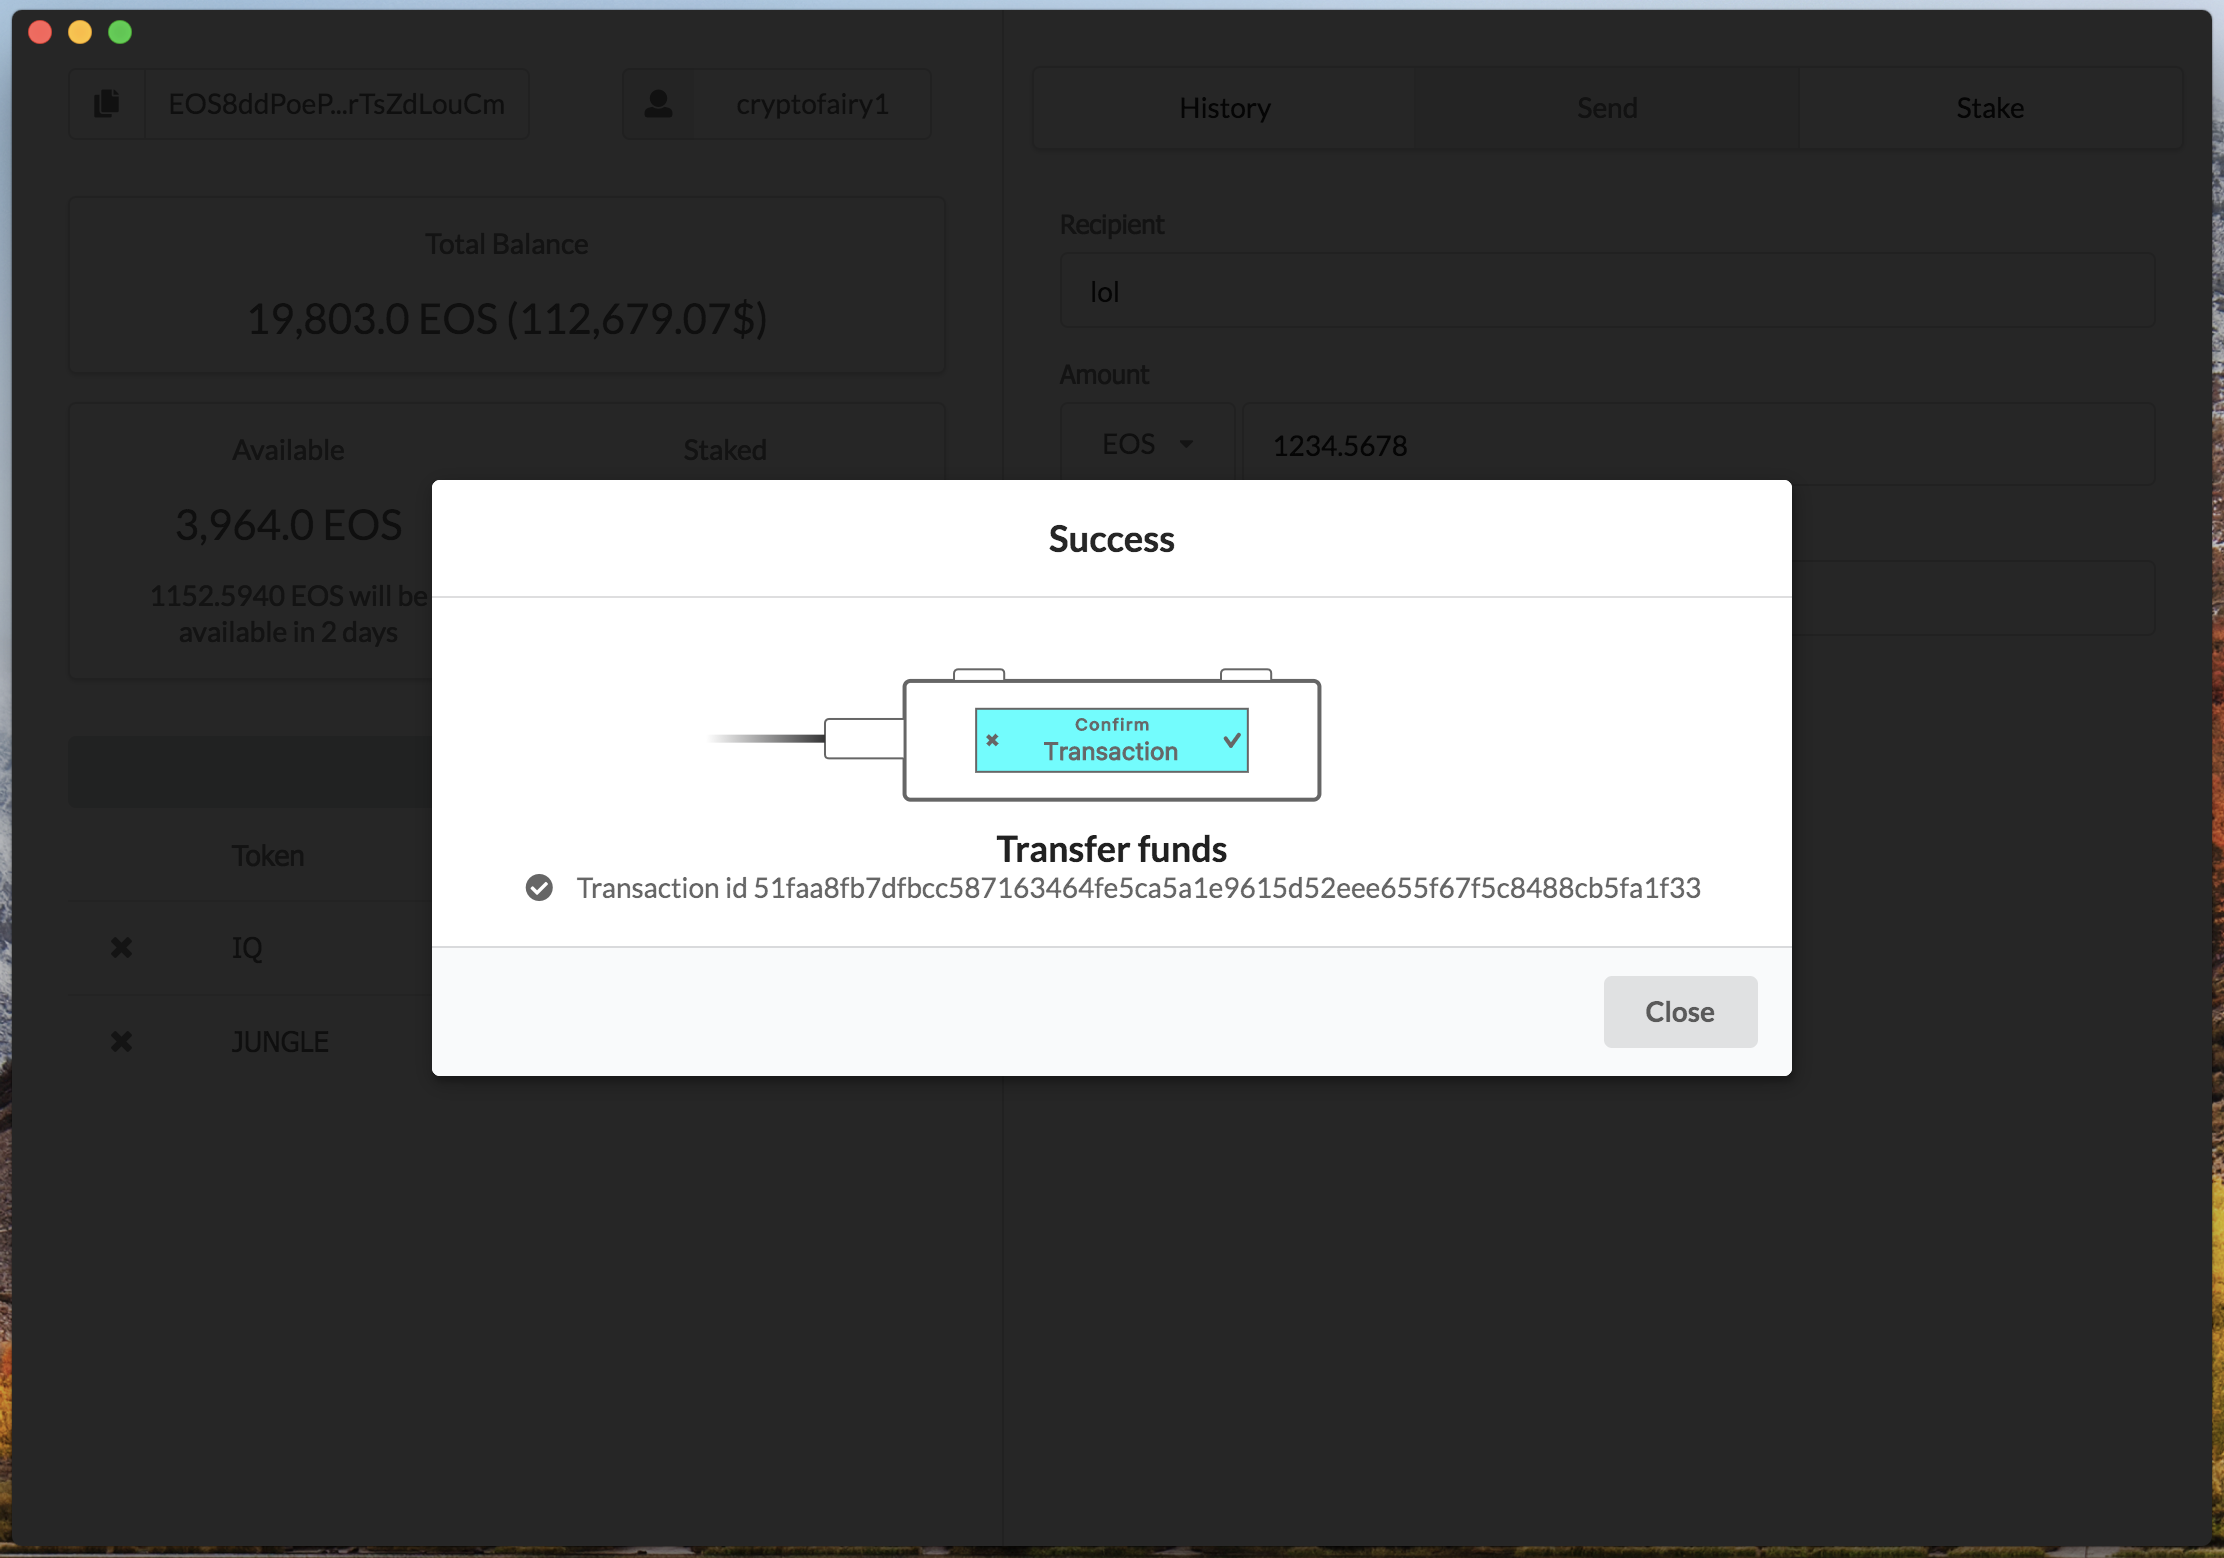 EOS8ddPoeP...rTsZdLouCm
cryptofairy1
History
Send
Stake
Total Balance
19,803.0 EOS (112,679.07$)
Available
Staked
3,964.0 EOS
1152.5940 EOS will be
available in 2 days
Token
IQ
JUNGLE
Recipient
lol
Amount
EOS
1234.5678
Success
Confirm
Transaction
Transfer funds
Transaction id 51faa8fb7dfbcc587163464fe5ca5a1e9615d52eee655f67f5c8488cb5fa1f33
Close